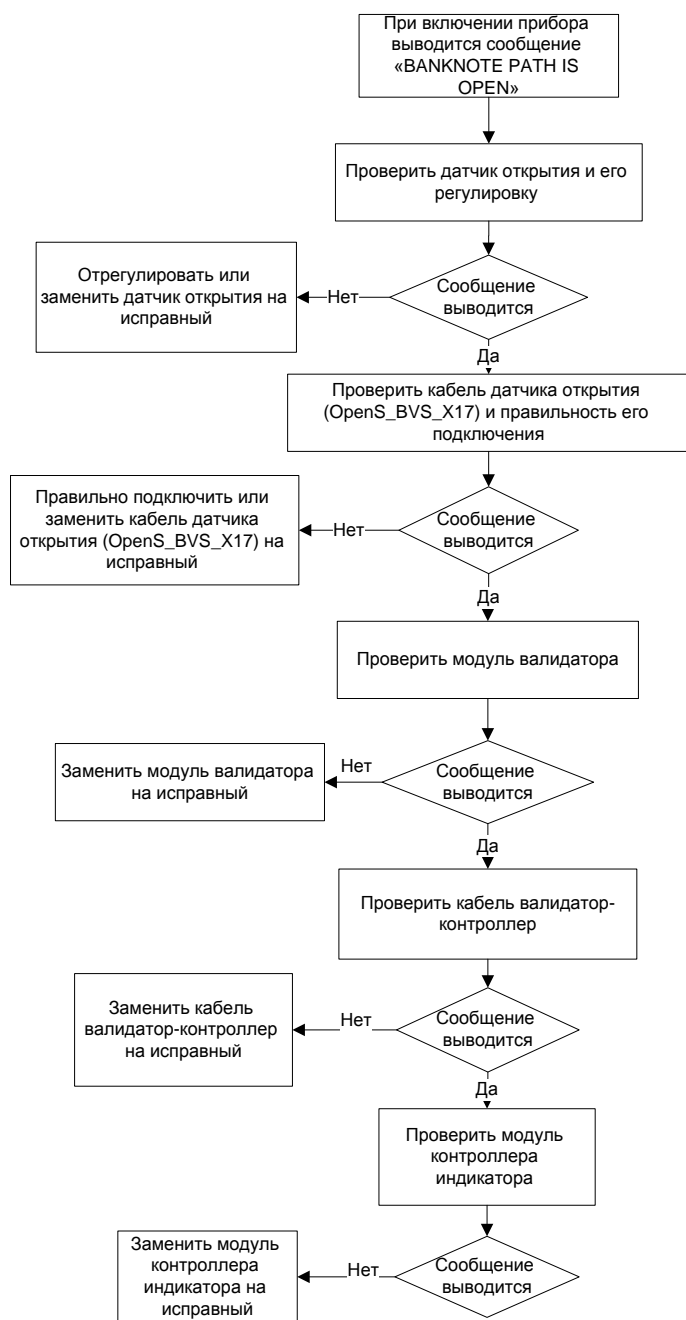 При включении прибора
выводится сообщение
«BANKNOTE PATH IS
OPEN»
Проверить датчик открытия и его
регулировку
Сообщение
выводится
Нет
Отрегулировать или
заменить датчик открытия на
исправный
Да
Проверить кабель датчика открытия
(OpenS_BVS_X17) и правильность его
подключения
Сообщение
выводится
Нет
Правильно подключить или
заменить кабель датчика
открытия (OpenS_BVS_X17) на
исправный
Да
Проверить модуль валидатора
Сообщение
выводится
Нет
Заменить модуль валидатора
на исправный
Да
Проверить кабель валидатор-
контроллер
Сообщение
выводится
Нет
Заменить кабель
валидатор-контроллер
на исправный
Да
Проверить модуль
контроллера
индикатора
Сообщение
выводится
Нет
Заменить модуль
контроллера
индикатора на
исправный